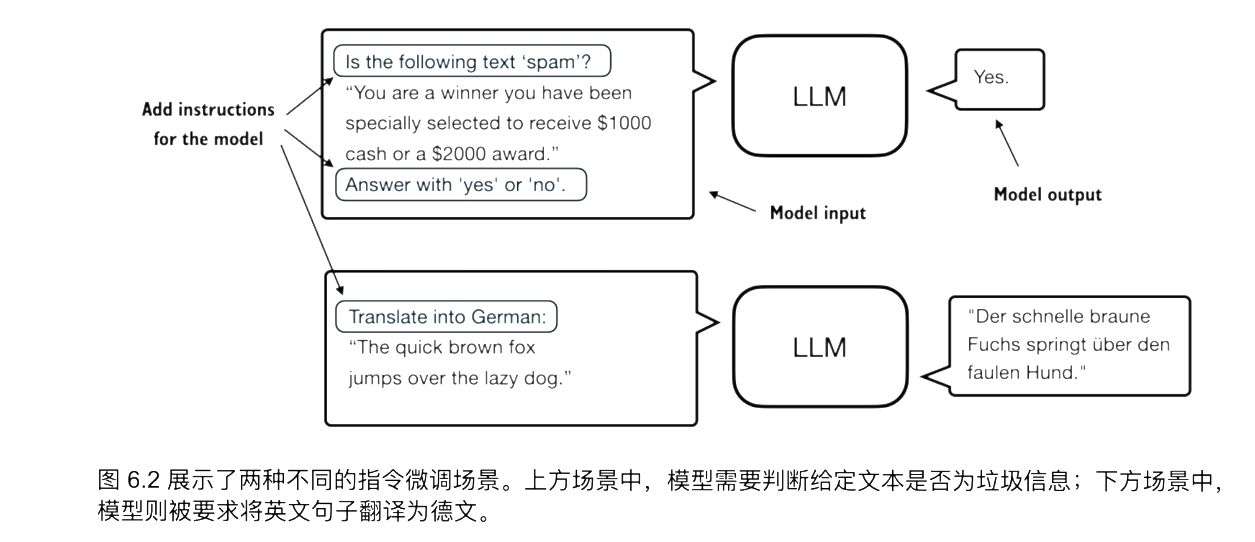 Add instructions
for the model
Is the following text ‘spam’?
“You are a winner you have been
specially selected to receive $1000
cash or a $2000 award.”
Answer with 'yes' or 'no'.
LLM
Yes.
Model input
Model output
Translate into German:
“The quick brown fox
jumps over the lazy dog.”
LLM
"Der schnelle braune
Fuchs springt über den
faulen Hund."
图 6.2 展示了两种不同的指令微调场景。上方场景中，模型需要判断给定文本是否为垃圾信息；下方场景中，
模型则被要求将英文句子翻译为德文。